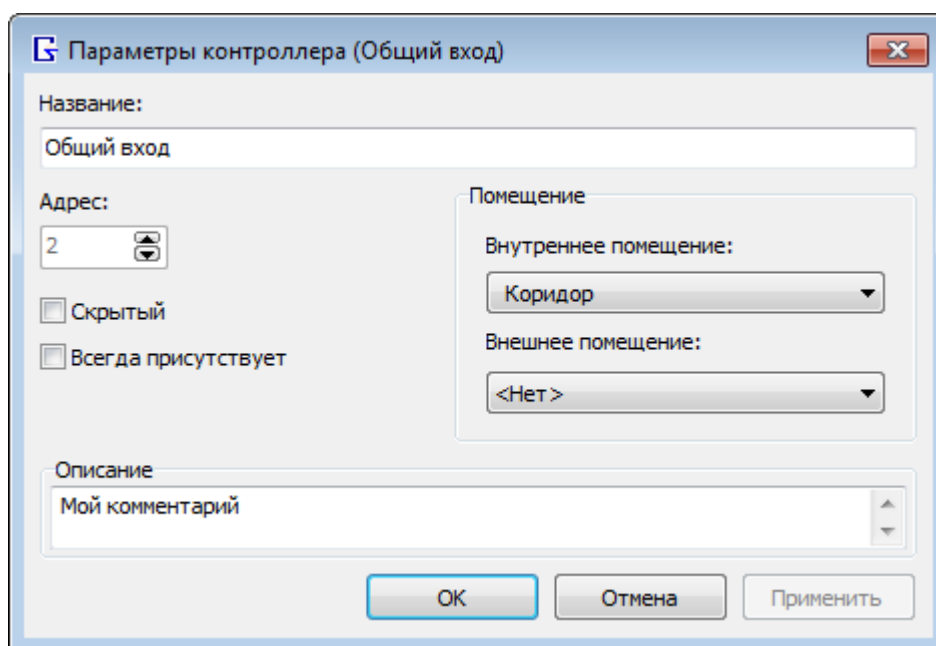 Параметры контроллера (Общий вход)
Название:
Общий вход
Адрес:
2
Скрытый
Всегда присутствует
Помещение
Внутреннее помещение:
Коридор
Внешнее помещение:
<Нет>
Описание
Мой комментарий
OK
Отмена
Применить